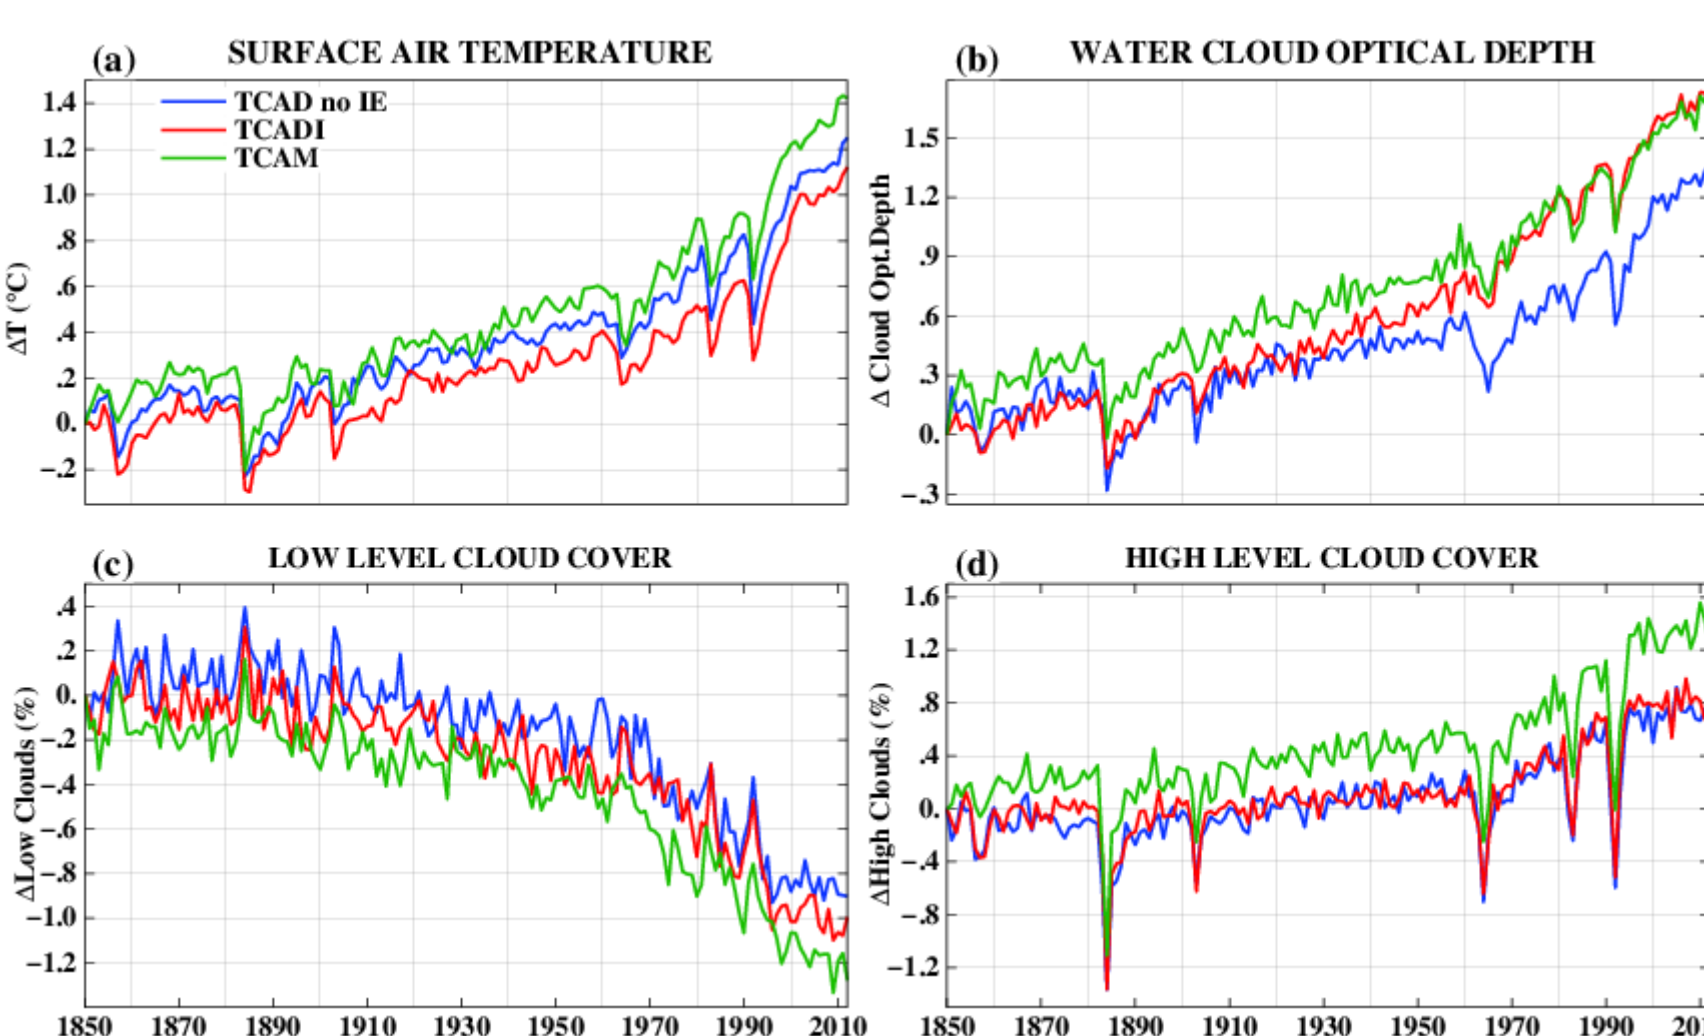 (a) SURFACE AIR TEMPERATURE
1.4
1.2
1.0
.8
.6
.4
.2
0.
-.2
ΔT (°C)
TCAD no IE
TCADI
TCAM
(b) WATER CLOUD OPTICAL DEPTH
1.5
1.2
.9
.6
.3
0.
-.3
Δ Cloud Opt.Depth
(c) LOW LEVEL CLOUD COVER
.4
.2
0.
-.2
-.4
-.6
-.8
-1.0
-1.2
ΔLow Clouds (%)
1850 1870 1890 1910 1930 1950 1970 1990 2010
(d) HIGH LEVEL CLOUD COVER
1.6
1.2
.8
.4
0.
-.4
-.8
-1.2
ΔHigh Clouds (%)
1850 1870 1890 1910 1930 1950 1970 1990